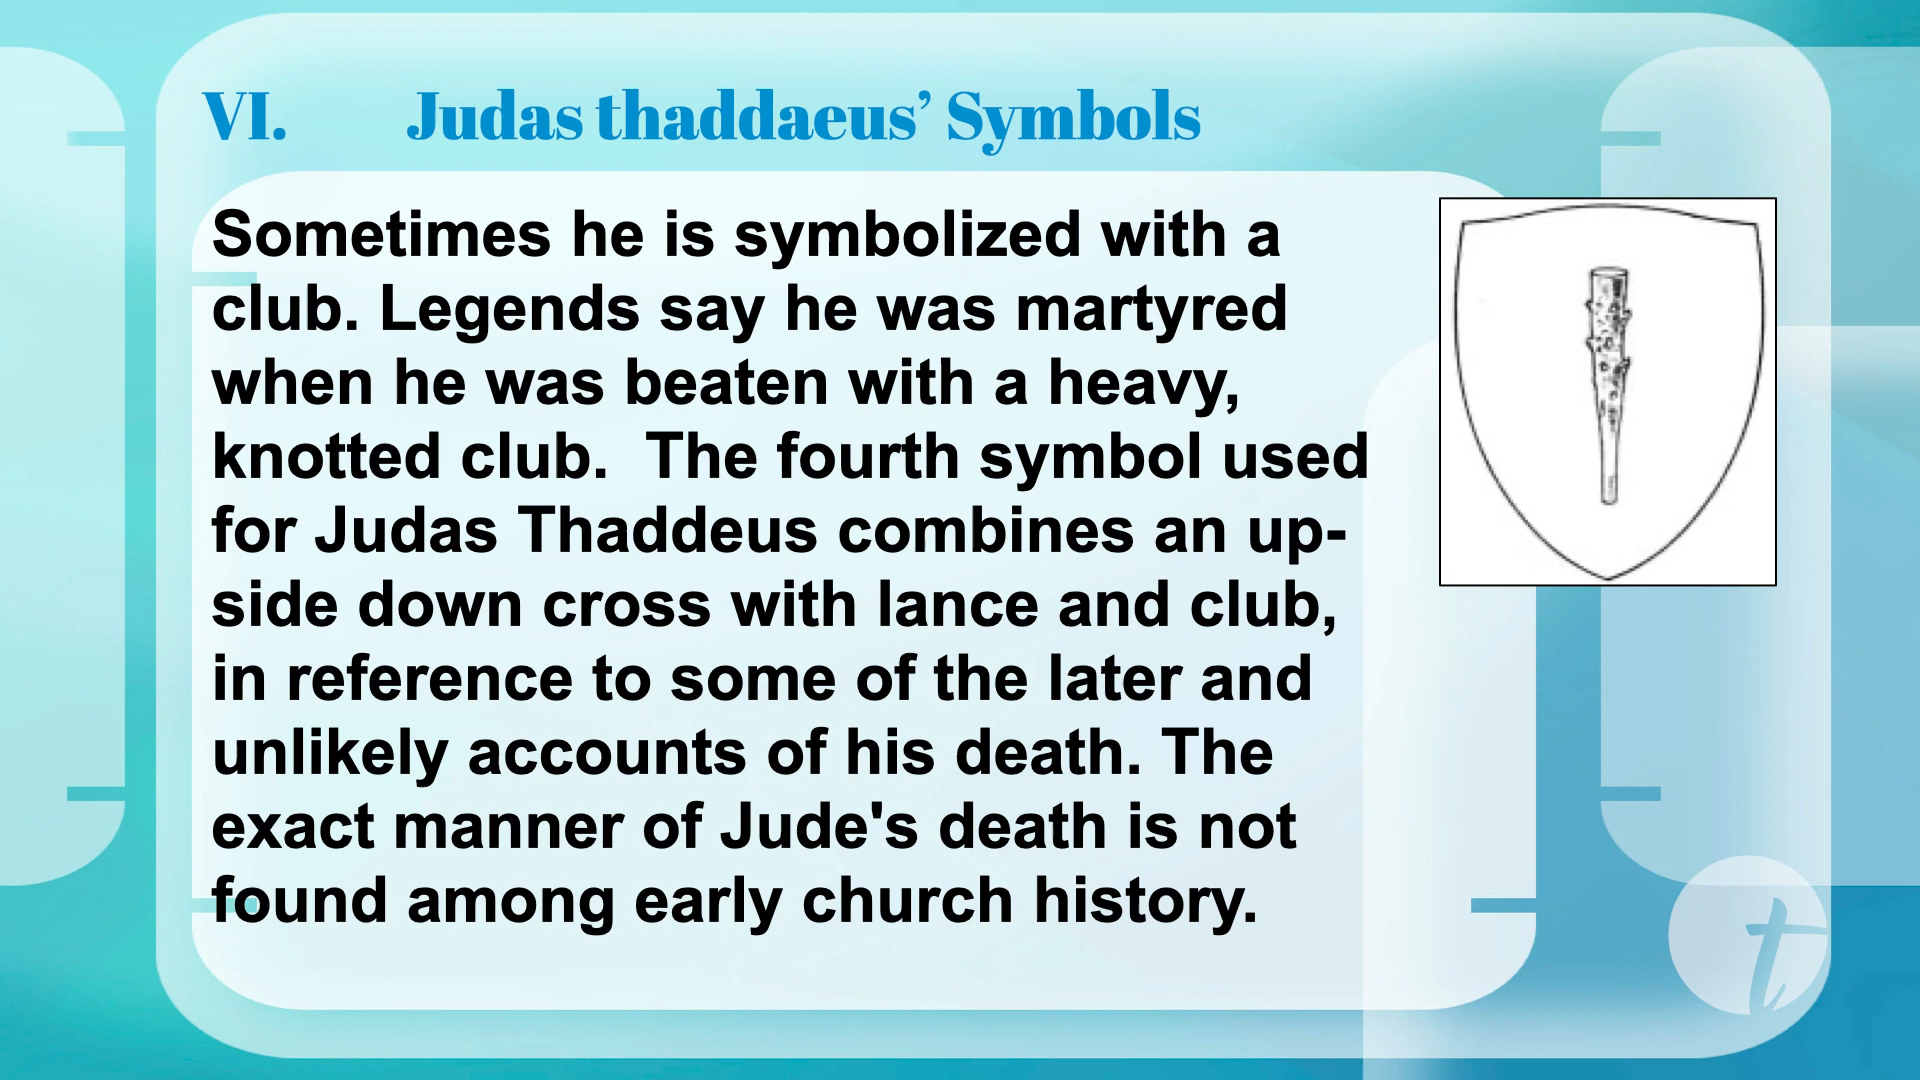 VI. Judas thaddaeus’ Symbols
Sometimes he is symbolized with a
club. Legends say he was martyred
when he was beaten with a heavy,
knotted club.  The fourth symbol used
for Judas Thaddeus combines an up-
side down cross with lance and club,
in reference to some of the later and
unlikely accounts of his death. The
exact manner of Jude's death is not
found among early church history.
t